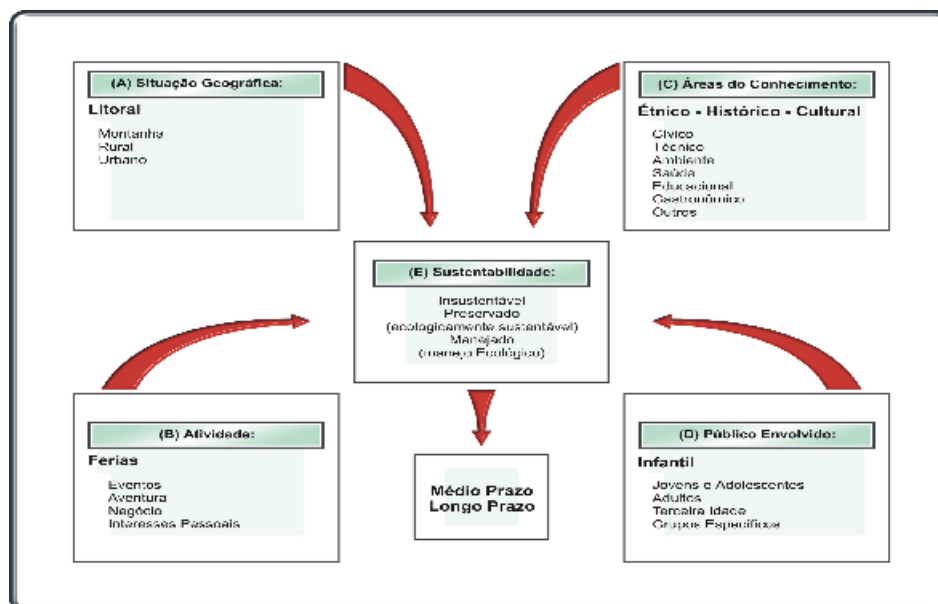 (A) Situação Geográfica:
Litoral
Montanha
Rural
Urbano
(C) Áreas do Conhecimento:
Étnico - Histórico - Cultural
Cívico
Técnico
Ambiente
Saúde
Educacional
Gastronômico
Outros
(E) Sustentabilidade:
Insustentável
Preservado
(ecologicamente sustentável)
Manejado
(manejo Ecológico)
(B) Atividade:
Ferias
Eventos
Aventura
Negócio
Interesses Pessoais
Médio Prazo
Longo Prazo
(D) Público Envolvido:
Infantil
Jovens e Adolescentes
Adultos
Terceira Idade
Grupos Específicos